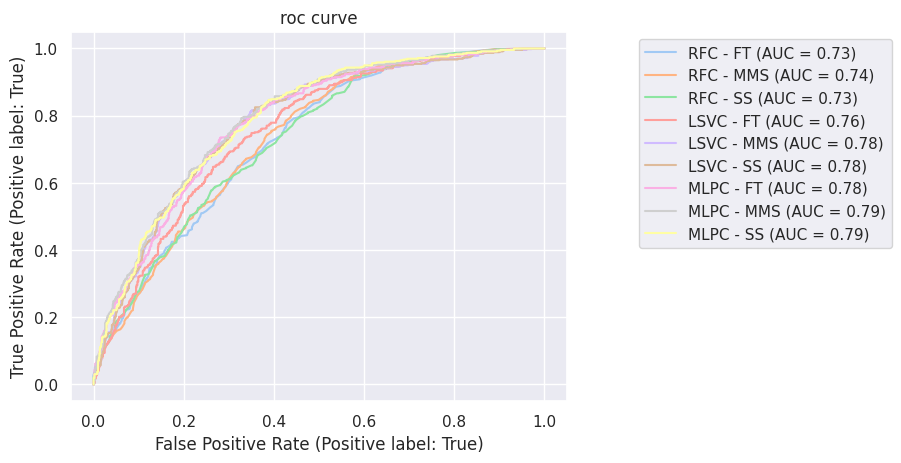 roc curve
1.0
0.8
0.6
0.4
0.2
0.0
True Positive Rate (Positive label: True)
0.0 0.2 0.4 0.6 0.8 1.0
False Positive Rate (Positive label: True)
RFC - FT (AUC = 0.73)
RFC - MMS (AUC = 0.74)
RFC - SS (AUC = 0.73)
LSVC - FT (AUC = 0.76)
LSVC - MMS (AUC = 0.78)
LSVC - SS (AUC = 0.78)
MLPC - FT (AUC = 0.78)
MLPC - MMS (AUC = 0.79)
MLPC - SS (AUC = 0.79)